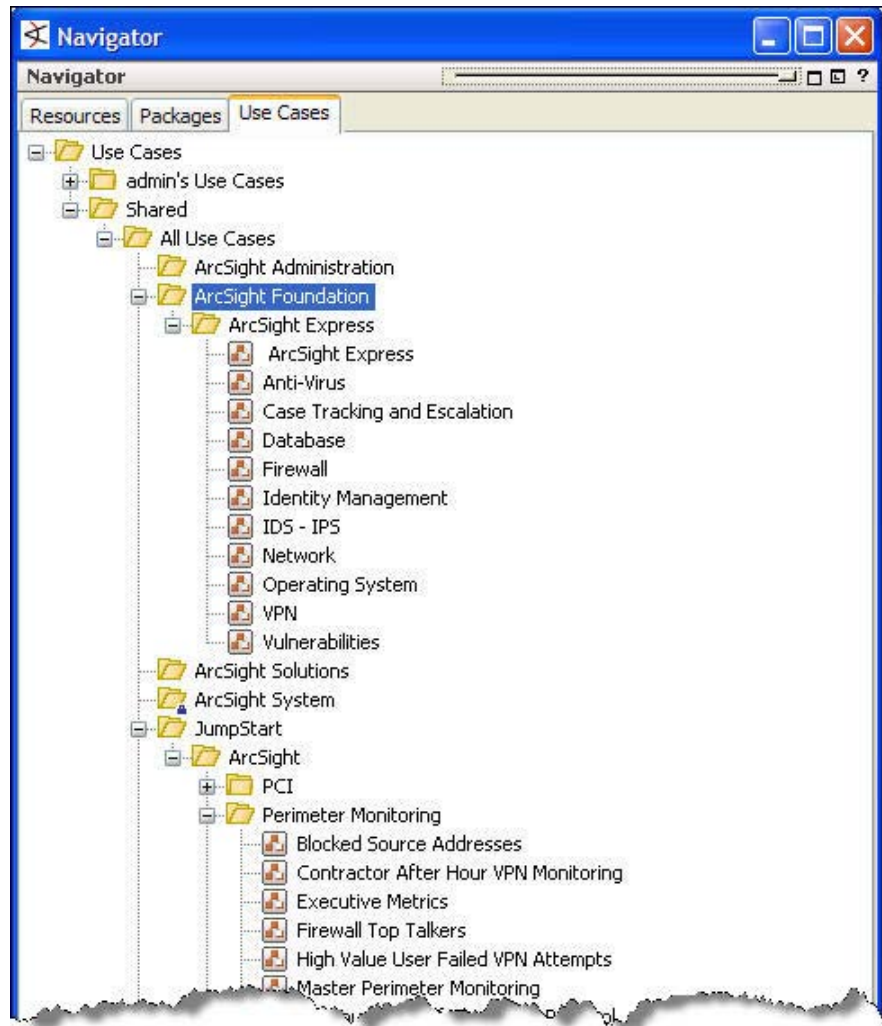 Navigator
Navigator
?
Resources Packages Use Cases
Use Cases
admin's Use Cases
Shared
All Use Cases
ArcSight Administration
ArcSight Foundation
ArcSight Express
ArcSight Express
Anti-Virus
Case Tracking and Escalation
Database
Firewall
Identity Management
IDS - IPS
Network
Operating System
VPN
Vulnerabilities
ArcSight Solutions
ArcSight System
JumpStart
ArcSight
PCI
Perimeter Monitoring
Blocked Source Addresses
Contractor After Hour VPN Monitoring
Executive Metrics
Firewall Top Talkers
High Value User Failed VPN Attempts
Master Perimeter Monitoring